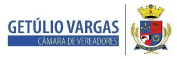 GETÚLIO VARGAS
CÂMARA DE VEREADORES